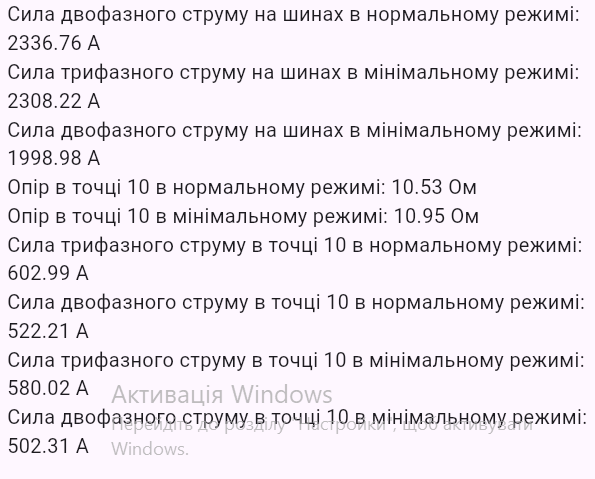 Сила двофазного струму на шинах в нормальному режимі:
2336.76 А
Сила трифазного струму на шинах в мінімальному режимі:
2308.22 А
Сила двофазного струму на шинах в мінімальному режимі:
1998.98 А
Опір в точці 10 в нормальному режимі: 10.53 Ом
Опір в точці 10 в мінімальному режимі: 10.95 Ом
Сила трифазного струму в точці 10 в нормальному режимі:
602.99 А
Сила двофазного струму в точці 10 в нормальному режимі:
522.21 А
Сила трифазного струму в точці 10 в мінімальному режимі:
580.02 А
Активація Windows
Сила двофазного струму в точці 10 в мінімальному режимі:
Перейдіть до розділу "Настройки", щоб активувати
502.31 А
Windows.